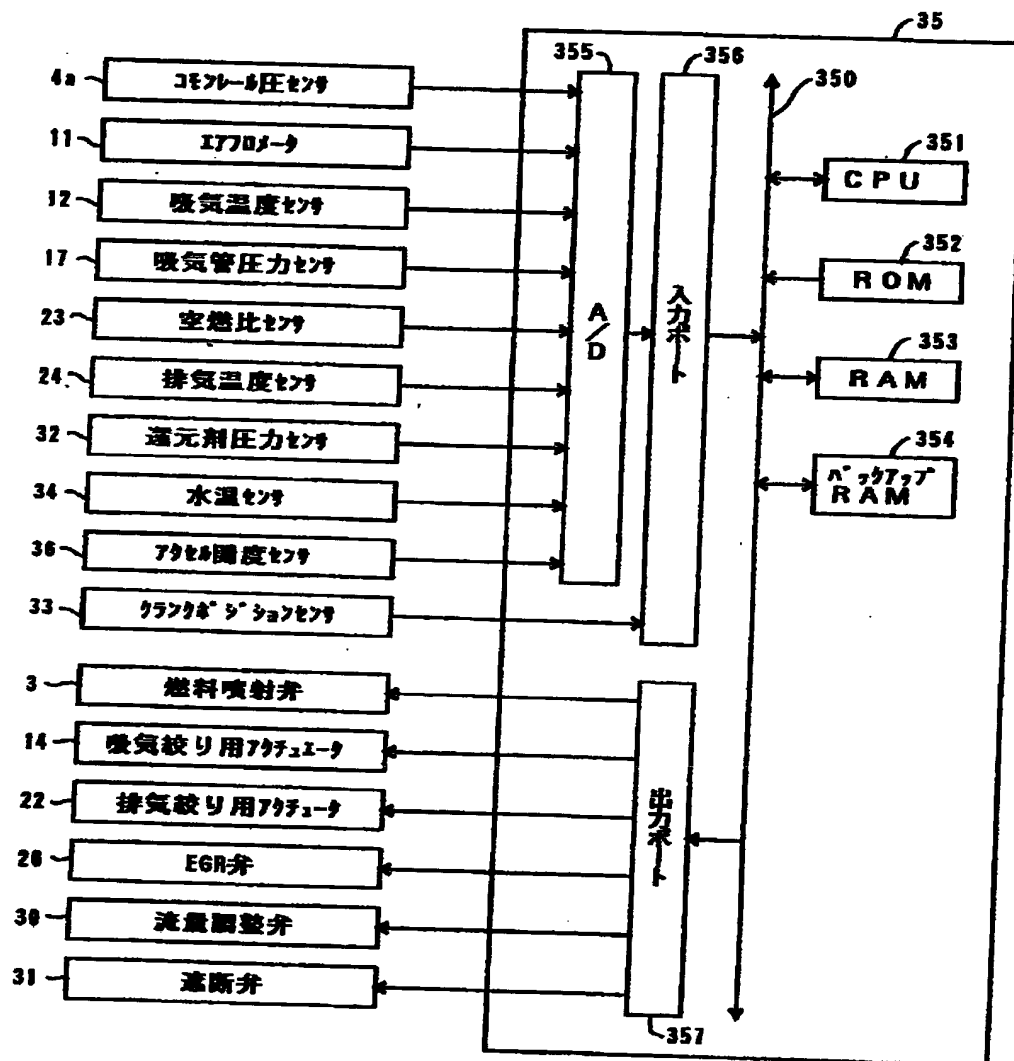 35
355
356
350
4a
コモンレール圧センサ
11
エアフロメータ
12
吸気温度センサ
17
吸気管圧力センサ
23
空燃比センサ
24
排気温度センサ
32
還元剤圧力センサ
34
水温センサ
36
アクセル開度センサ
33
クランクポジションセンサ
A/D
入力ポート
351
CPU
352
ROM
353
RAM
354
バックアップ
RAM
3
燃料噴射弁
14
吸気絞り用アクチュエータ
22
排気絞り用アクチュータ
26
EGR弁
30
流量調整弁
31
遮断弁
出力ポート
357